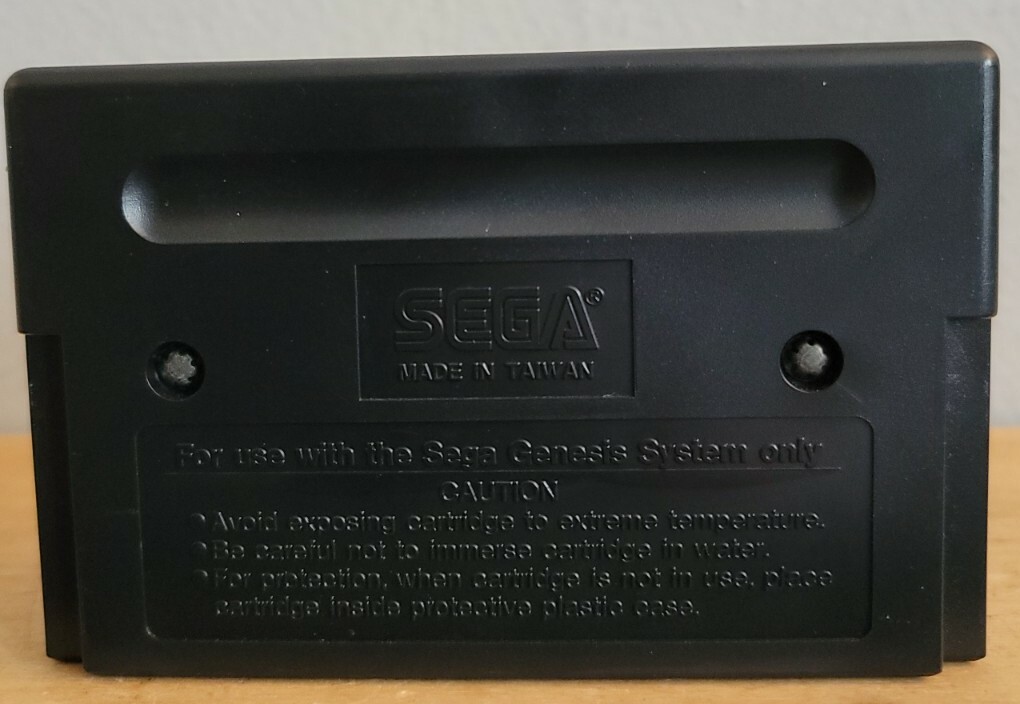 SEGA®
MADE IN TAIWAN
For use with the Sega Genesis System only
CAUTION
•Avoid exposing cartridge to extreme temperature.
•Be careful not to immerse cartridge in water.
•For protection, when cartridge is not in use, place
cartridge inside protective plastic case.